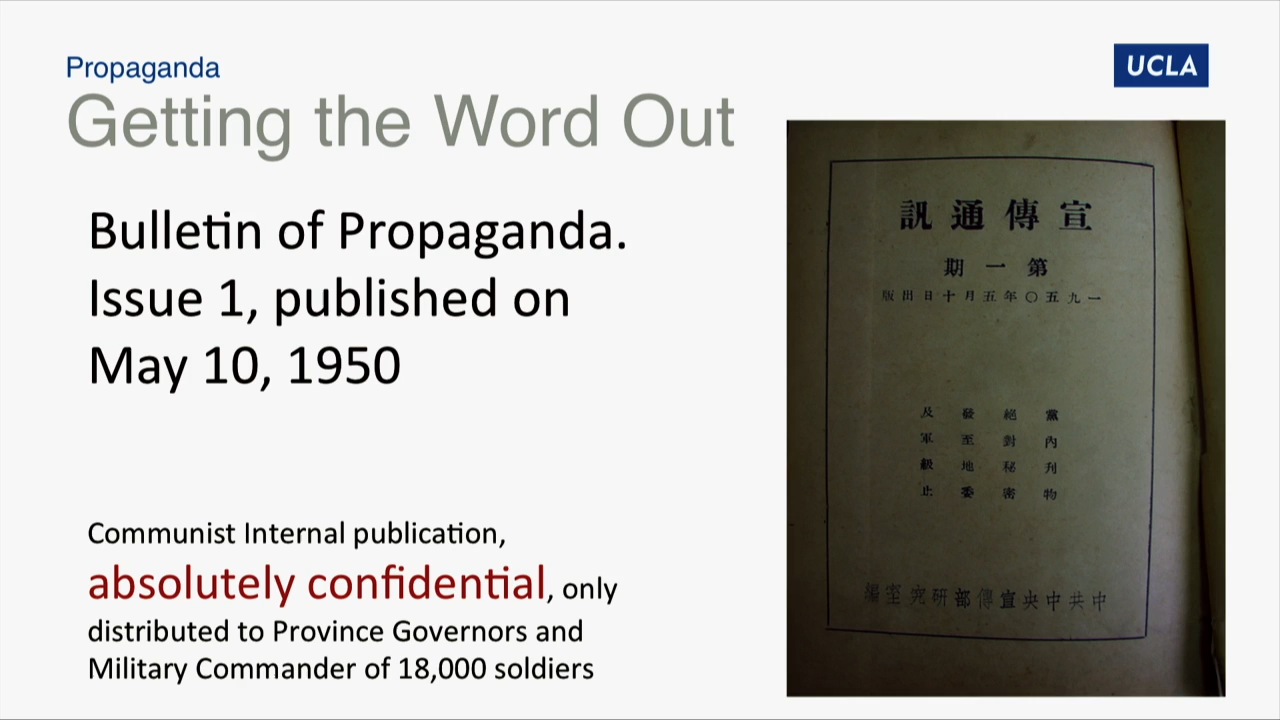 Propaganda
UCLA
Getting the Word Out
Bulletin of Propaganda.
Issue 1, published on
May 10, 1950
Communist Internal publication,
absolutely confidential, only
distributed to Province Governors and
Military Commander of 18,000 soldiers
宣傳通訊
第一期
一九五〇年五月十日出版
黨內刊物
絕對秘密
發至地委
及軍級止
中共中央宣傳部研究室編